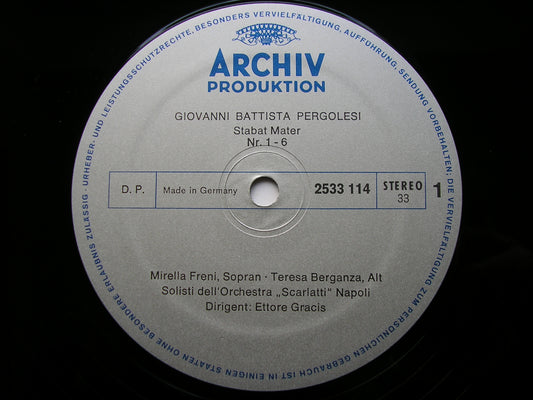 ARCHIV
PRODUKTION
GIOVANNI BATTISTA PERGOLESI
Stabat Mater
Nr. 1-6
D. P. Made in Germany 2533 114 STEREO 33 1
Mirella Freni, Sopran · Teresa Berganza, Alt
Solisti dell'Orchestra „Scarlatti" Napoli
Dirigent: Ettore Gracis
URHEBER- UND LEISTUNGSSCHUTZRECHTE, BESONDERS VERVIELFÄLTIGUNG, AUFFÜHRUNG, SENDUNG VORBEHALTEN; DIE VERVIELFÄLTIGUNG ZUM PERSÖNLICHEN GEBRAUCH IST IN EINIGEN STAATEN OHNE BESONDERE ERLAUBNIS ZULÄSSIG ·